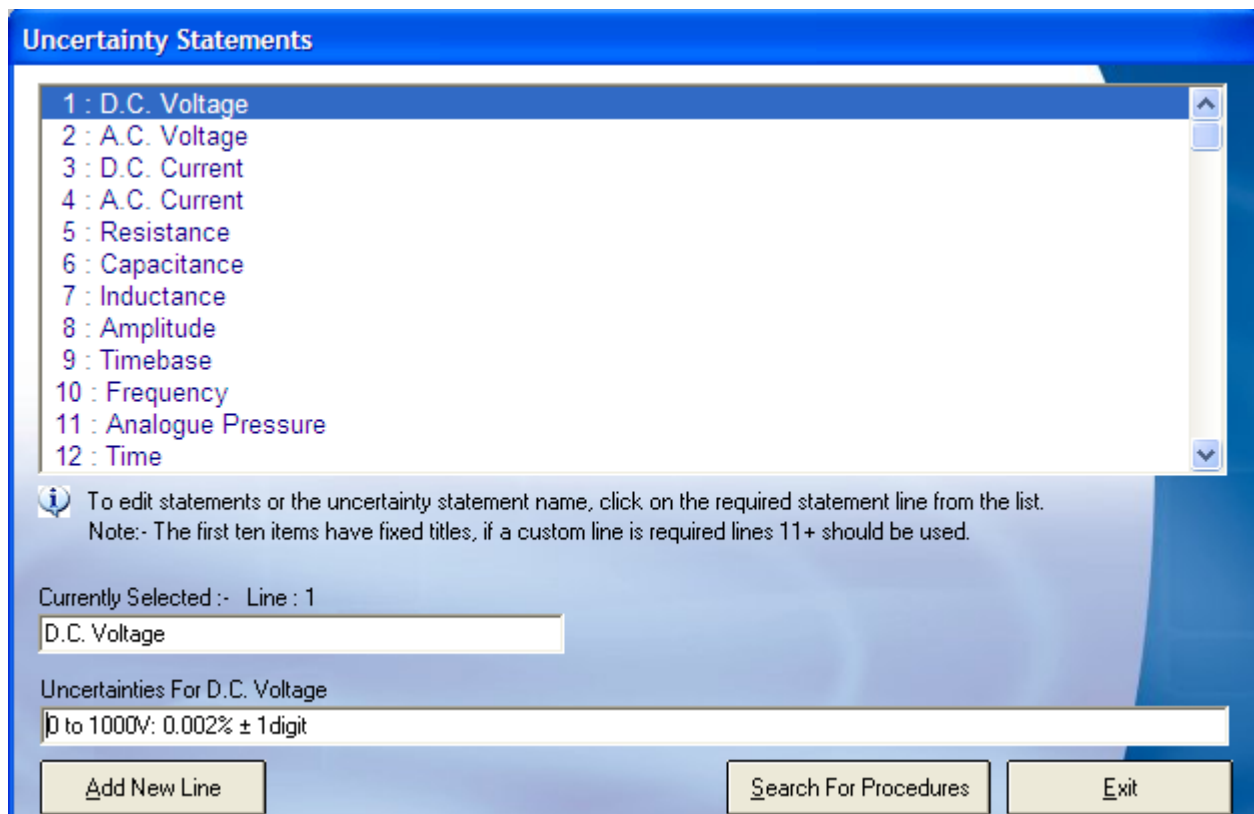 Uncertainty Statements
1 : D.C. Voltage
2 : A.C. Voltage
3 : D.C. Current
4 : A.C. Current
5 : Resistance
6 : Capacitance
7 : Inductance
8 : Amplitude
9 : Timebase
10 : Frequency
11 : Analogue Pressure
12 : Time
To edit statements or the uncertainty statement name, click on the required statement line from the list.
Note:- The first ten items have fixed titles, if a custom line is required lines 11+ should be used.
Currently Selected :- Line : 1
D.C. Voltage
Uncertainties For D.C. Voltage
0 to 1000V: 0.002% ± 1digit
Add New Line Search For Procedures Exit